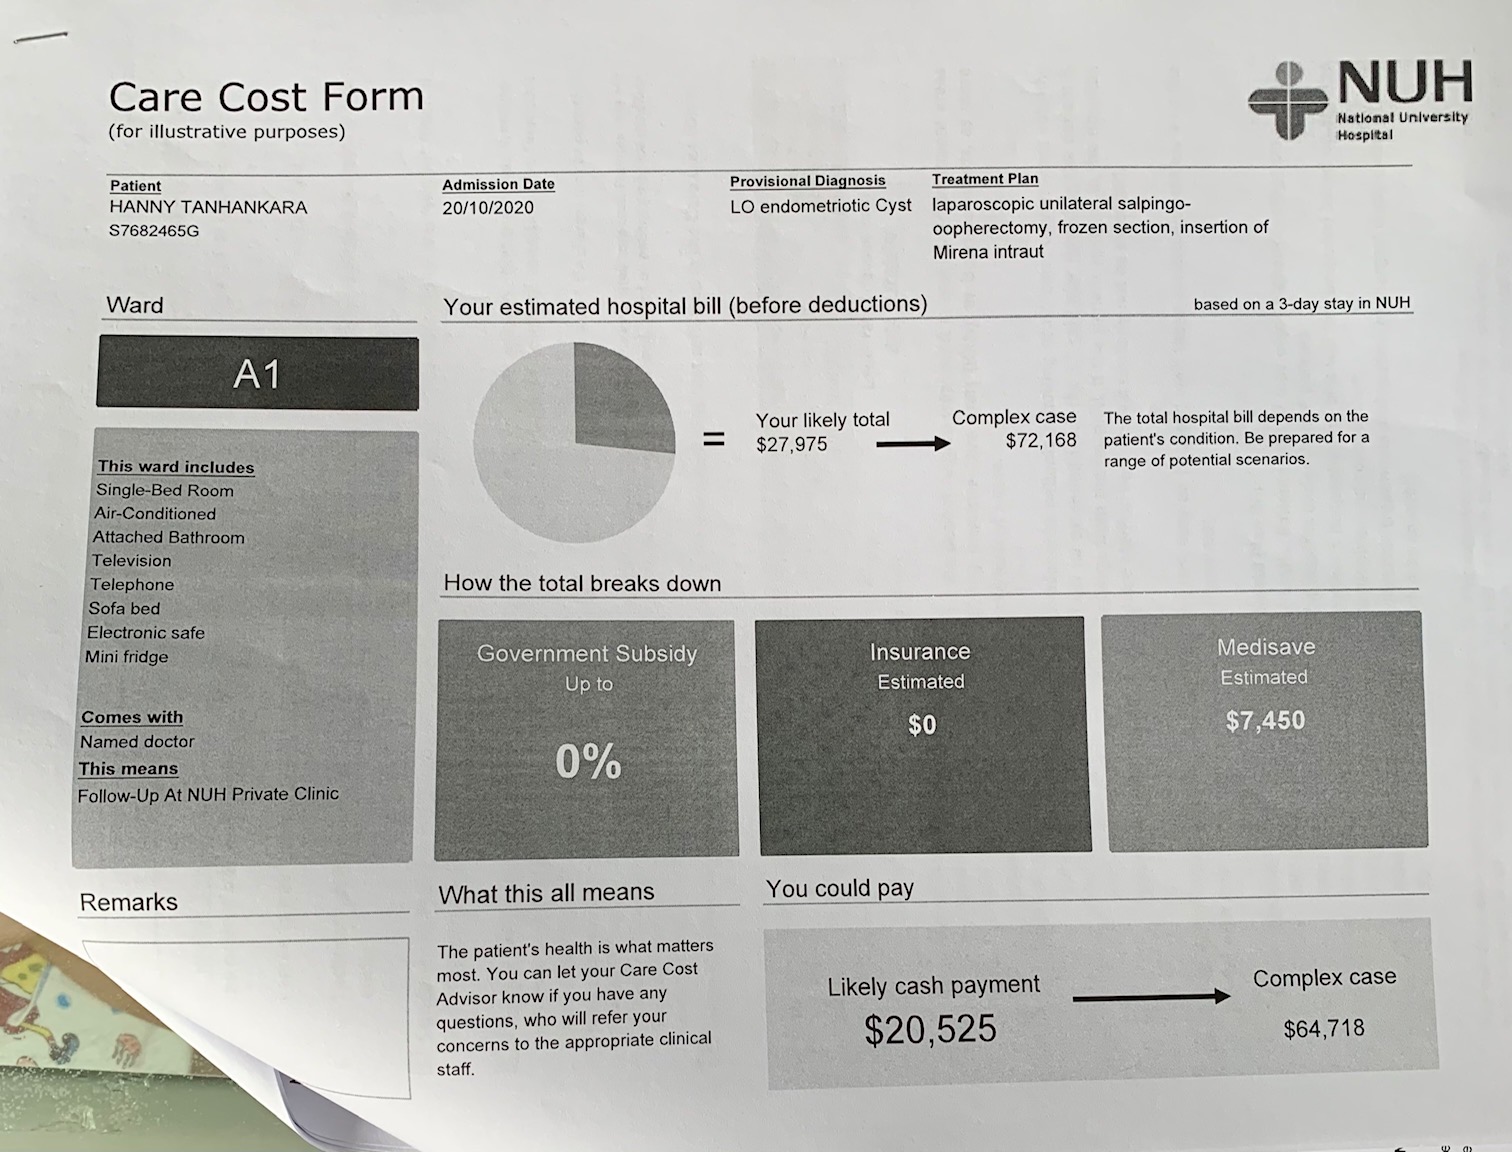 Care Cost Form
(for illustrative purposes)
NUH
National University
Hospital
Patient
HANNY TANHANKARA
S7682465G
Admission Date
20/10/2020
Provisional Diagnosis
LO endometriotic Cyst
Treatment Plan
laparoscopic unilateral salpingo-
oopherectomy, frozen section, insertion of
Mirena intraut
Ward
A1
This ward includes
Single-Bed Room
Air-Conditioned
Attached Bathroom
Television
Telephone
Sofa bed
Electronic safe
Mini fridge
Comes with
Named doctor
This means
Follow-Up At NUH Private Clinic
Your estimated hospital bill (before deductions)
based on a 3-day stay in NUH
=
Your likely total
$27,975
Complex case
$72,168
The total hospital bill depends on the
patient's condition. Be prepared for a
range of potential scenarios.
How the total breaks down
Government Subsidy
Up to
0%
Insurance
Estimated
$0
Medisave
Estimated
$7,450
Remarks
What this all means
The patient's health is what matters
most. You can let your Care Cost
Advisor know if you have any
questions, who will refer your
concerns to the appropriate clinical
staff.
You could pay
Likely cash payment
$20,525
Complex case
$64,718